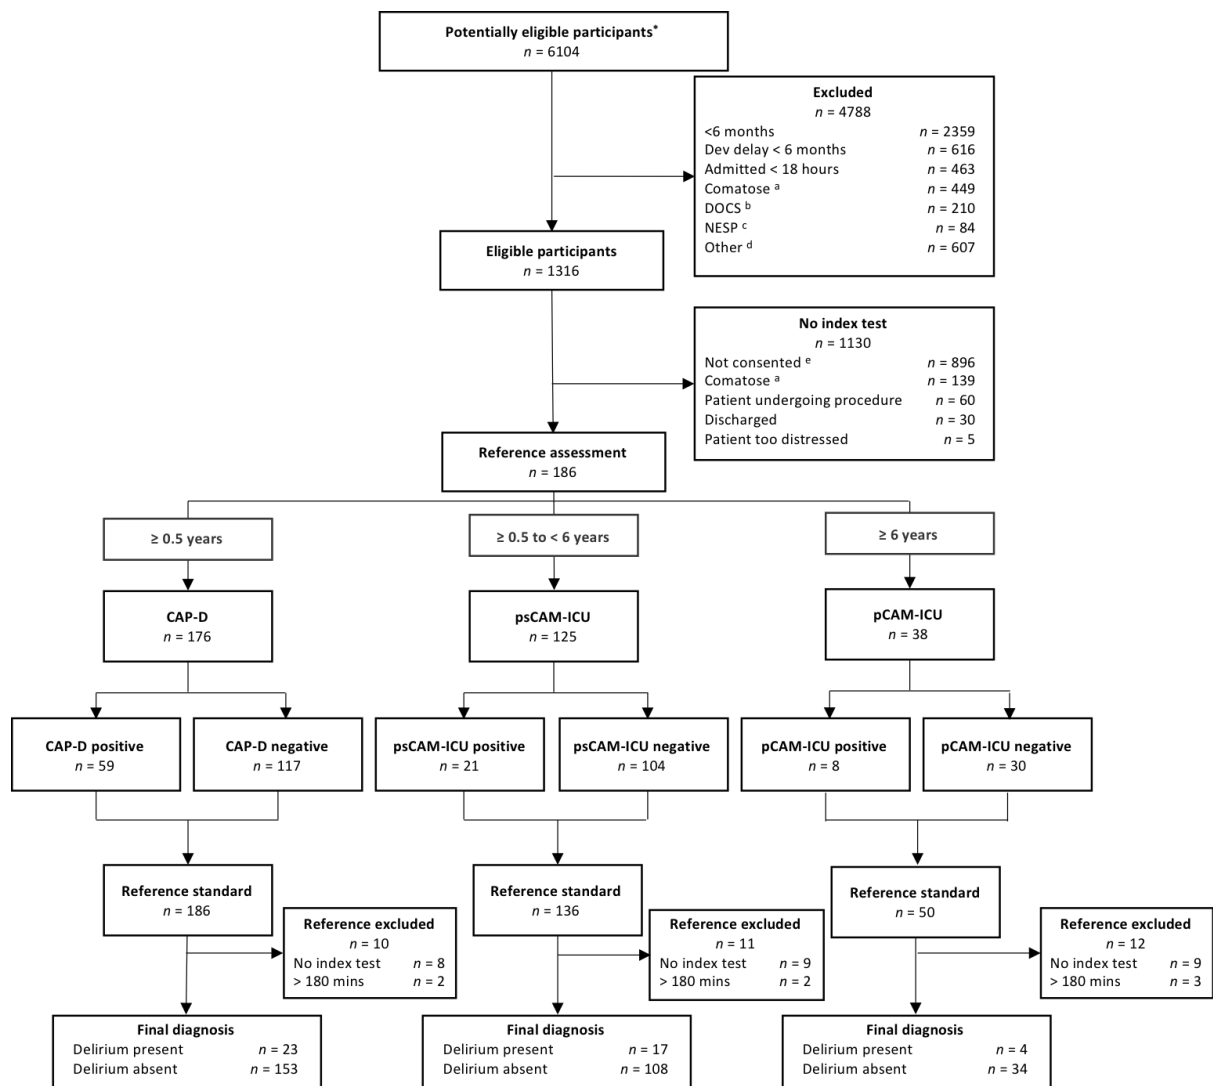 Potentially eligible participants*
n = 6104
Excluded
n = 4788
<6 months n = 2359
Dev delay < 6 months n = 616
Admitted < 18 hours n = 463
Comatose a n = 449
DOCS b n = 210
NESP c n = 84
Other d n = 607
Eligible participants
n = 1316
No index test
n = 1130
Not consented e n = 896
Comatose a n = 139
Patient undergoing procedure n = 60
Discharged n = 30
Patient too distressed n = 5
Reference assessment
n = 186
≥ 0.5 years
≥ 0.5 to < 6 years
≥ 6 years
CAP-D
n = 176
psCAM-ICU
n = 125
pCAM-ICU
n = 38
CAP-D positive
n = 59
CAP-D negative
n = 117
psCAM-ICU positive
n = 21
psCAM-ICU negative
n = 104
pCAM-ICU positive
n = 8
pCAM-ICU negative
n = 30
Reference standard
n = 186
Reference excluded
n = 10
No index test n = 8
> 180 mins n = 2
Reference standard
n = 136
Reference excluded
n = 11
No index test n = 9
> 180 mins n = 2
Reference standard
n = 50
Reference excluded
n = 12
No index test n = 9
> 180 mins n = 3
Final diagnosis
Delirium present n = 23
Delirium absent n = 153
Final diagnosis
Delirium present n = 17
Delirium absent n = 108
Final diagnosis
Delirium present n = 4
Delirium absent n = 34